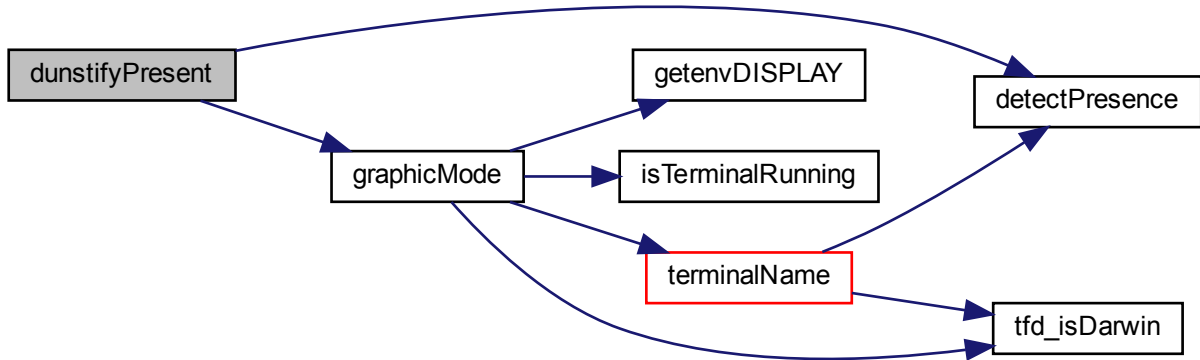 dunstifyPresent
getenvDISPLAY
detectPresence
graphicMode
isTerminalRunning
terminalName
tfd_isDarwin